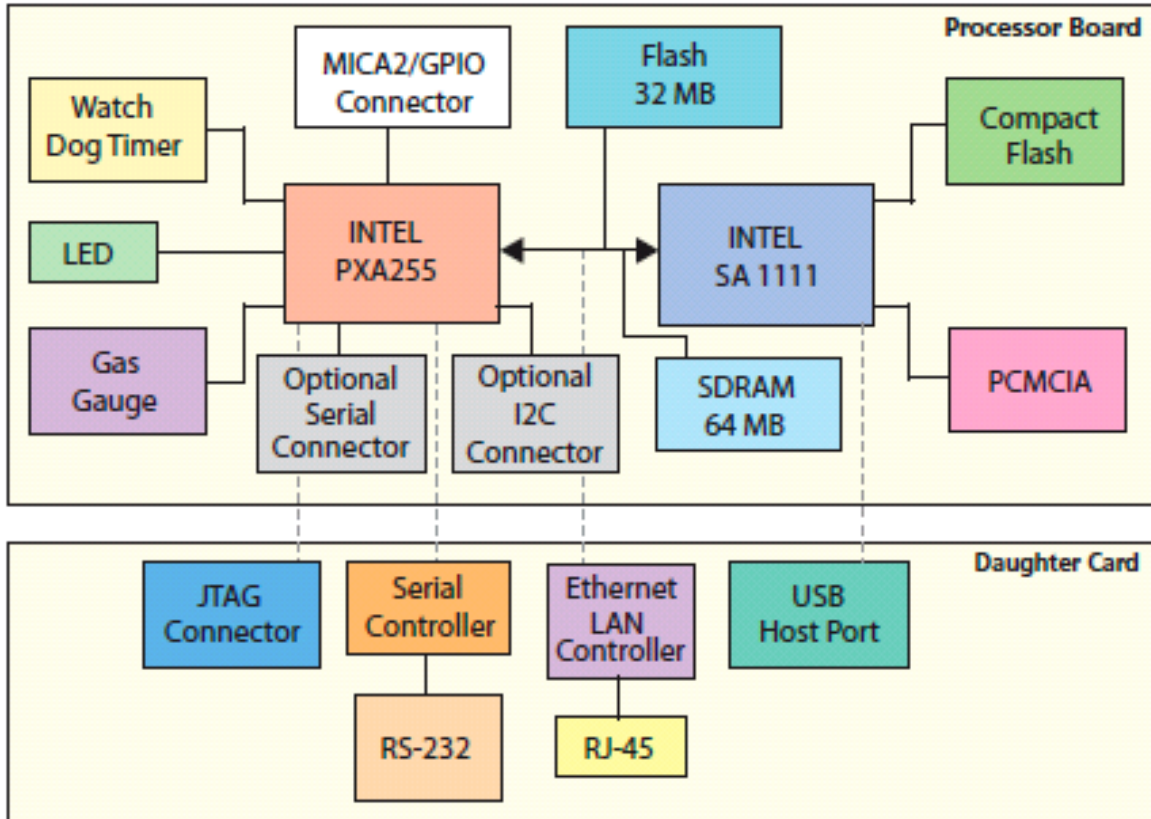 Processor Board
MICA2/GPIO
Connector
Flash
32 MB
Watch
Dog Timer
Compact
Flash
LED
INTEL
PXA255
INTEL
SA 1111
Gas
Gauge
Optional
Serial
Connector
Optional
I2C
Connector
SDRAM
64 MB
PCMCIA
Daughter Card
JTAG
Connector
Serial
Controller
Ethernet
LAN
Controller
USB
Host Port
RS-232
RJ-45